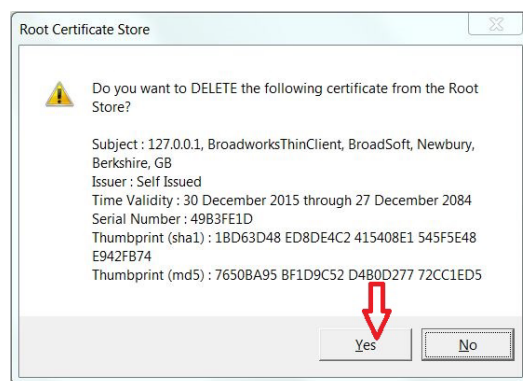 Root Certificate Store
Do you want to DELETE the following certificate from the Root
Store?
Subject : 127.0.0.1, BroadworksThinClient, BroadSoft, Newbury,
Berkshire, GB
Issuer : Self Issued
Time Validity : 30 December 2015 through 27 December 2084
Serial Number : 49B3FE1D
Thumbprint (sha1) : 1BD63D48 ED8DE4C2 415408E1 545F5E48
E942FB74
Thumbprint (md5) : 7650BA95 BF1D9C52 D4B0D277 72CC1ED5
Yes No